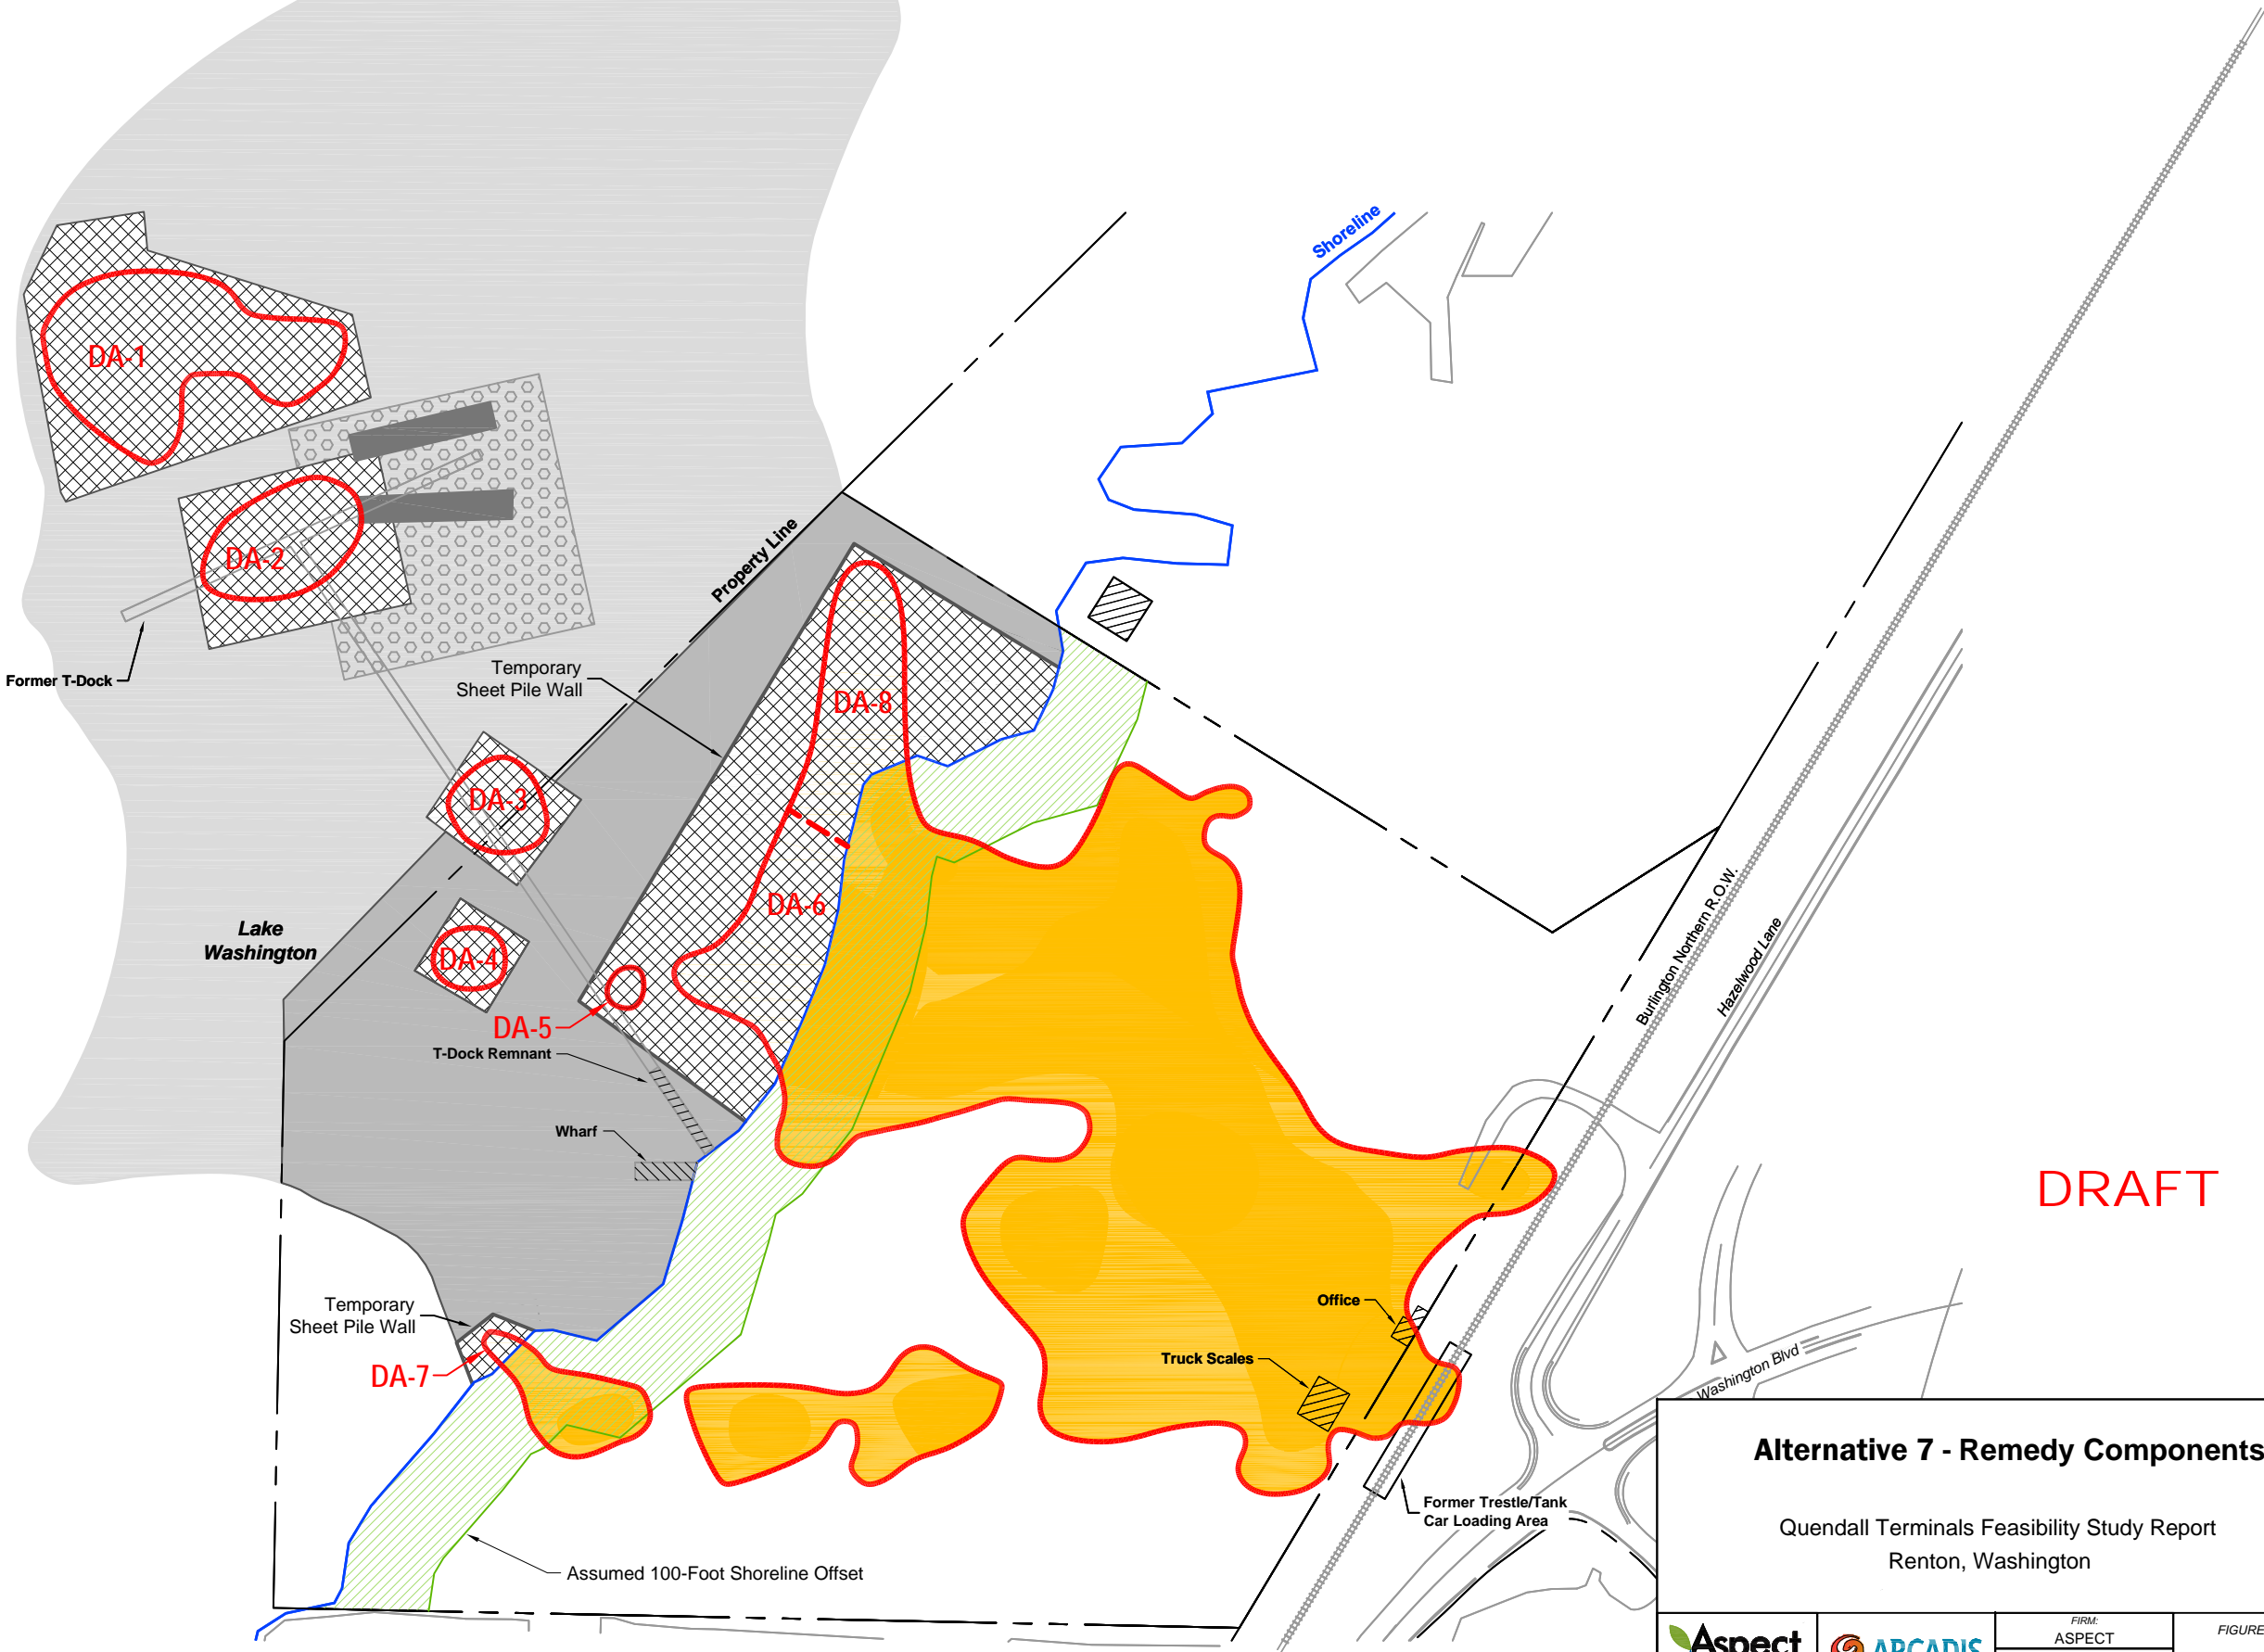 Shoreline
DA-1
Property Line
DA-2
Former T-Dock
Temporary
Sheet Pile Wall
DA-8
DA-3
Burlington Northern R.O.W.
Hazelwood Lane
DA-6
Lake
Washington
DA-4
DA-5
T-Dock Remnant
Wharf
DRAFT
Temporary
Sheet Pile Wall
Office
DA-7
Truck Scales
Washington Blvd
Alternative 7 - Remedy Components
Former Trestle/Tank
Car Loading Area
Quendall Terminals Feasibility Study Report
Renton, Washington
Assumed 100-Foot Shoreline Offset
Aspect
ARCADIS
FIRM:
ASPECT
FIGURE